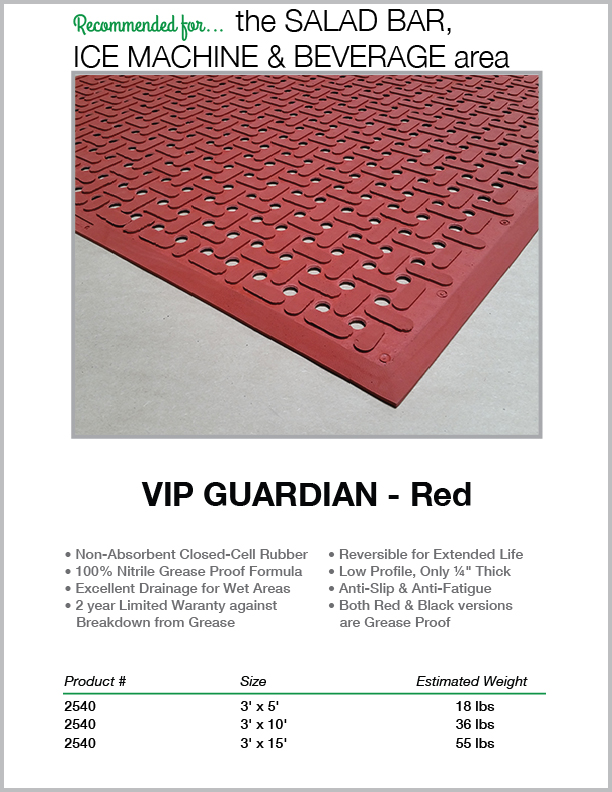 Recommended for... the SALAD BAR,
ICE MACHINE & BEVERAGE area
VIP GUARDIAN - Red
• Non-Absorbent Closed-Cell Rubber
• 100% Nitrile Grease Proof Formula
• Excellent Drainage for Wet Areas
• 2 year Limited Waranty against
Breakdown from Grease
• Reversible for Extended Life
• Low Profile, Only ¼" Thick
• Anti-Slip & Anti-Fatigue
• Both Red & Black versions
are Grease Proof
Product # Size Estimated Weight
2540 3' x 5' 18 lbs
2540 3' x 10' 36 lbs
2540 3' x 15' 55 lbs